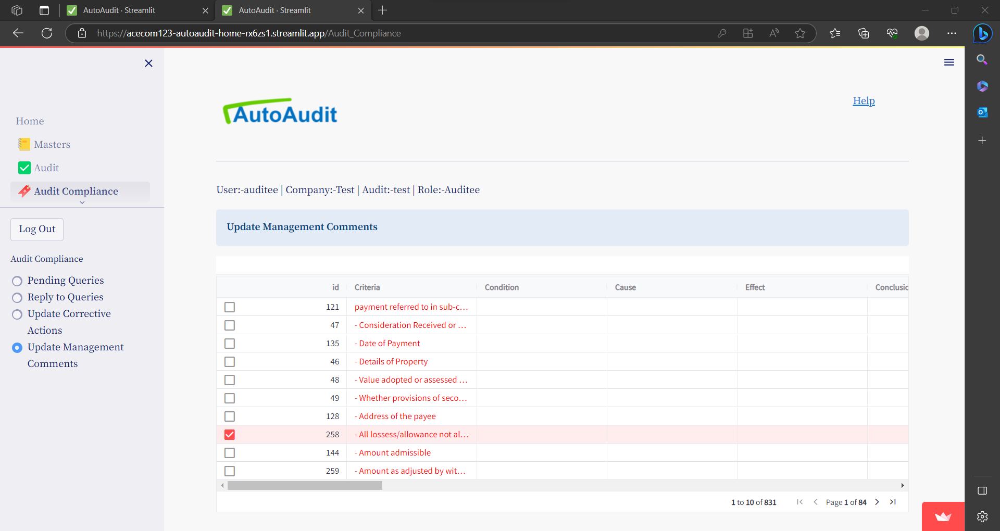 AutoAudit · Streamlit
AutoAudit · Streamlit
https://acecom123-autoaudit-home-rx6zs1.streamlit.app/Audit_Compliance
Home
Masters
Audit
Audit Compliance
Log Out
Audit Compliance
Pending Queries
Reply to Queries
Update Corrective
Actions
Update Management
Comments
AutoAudit
Help
User:-auditee | Company:-Test | Audit:-test | Role:-Auditee
Update Management Comments
id Criteria Condition Cause Effect Conclusio
121 payment referred to in sub-c...
47 - Consideration Received or ...
135 - Date of Payment
46 - Details of Property
48 - Value adopted or assessed ...
49 - Whether provisions of seco...
128 - Address of the payee
258 - All lossess/allowance not al...
144 - Amount admissible
259 - Amount as adjusted by wit...
1 to 10 of 831 Page 1 of 84